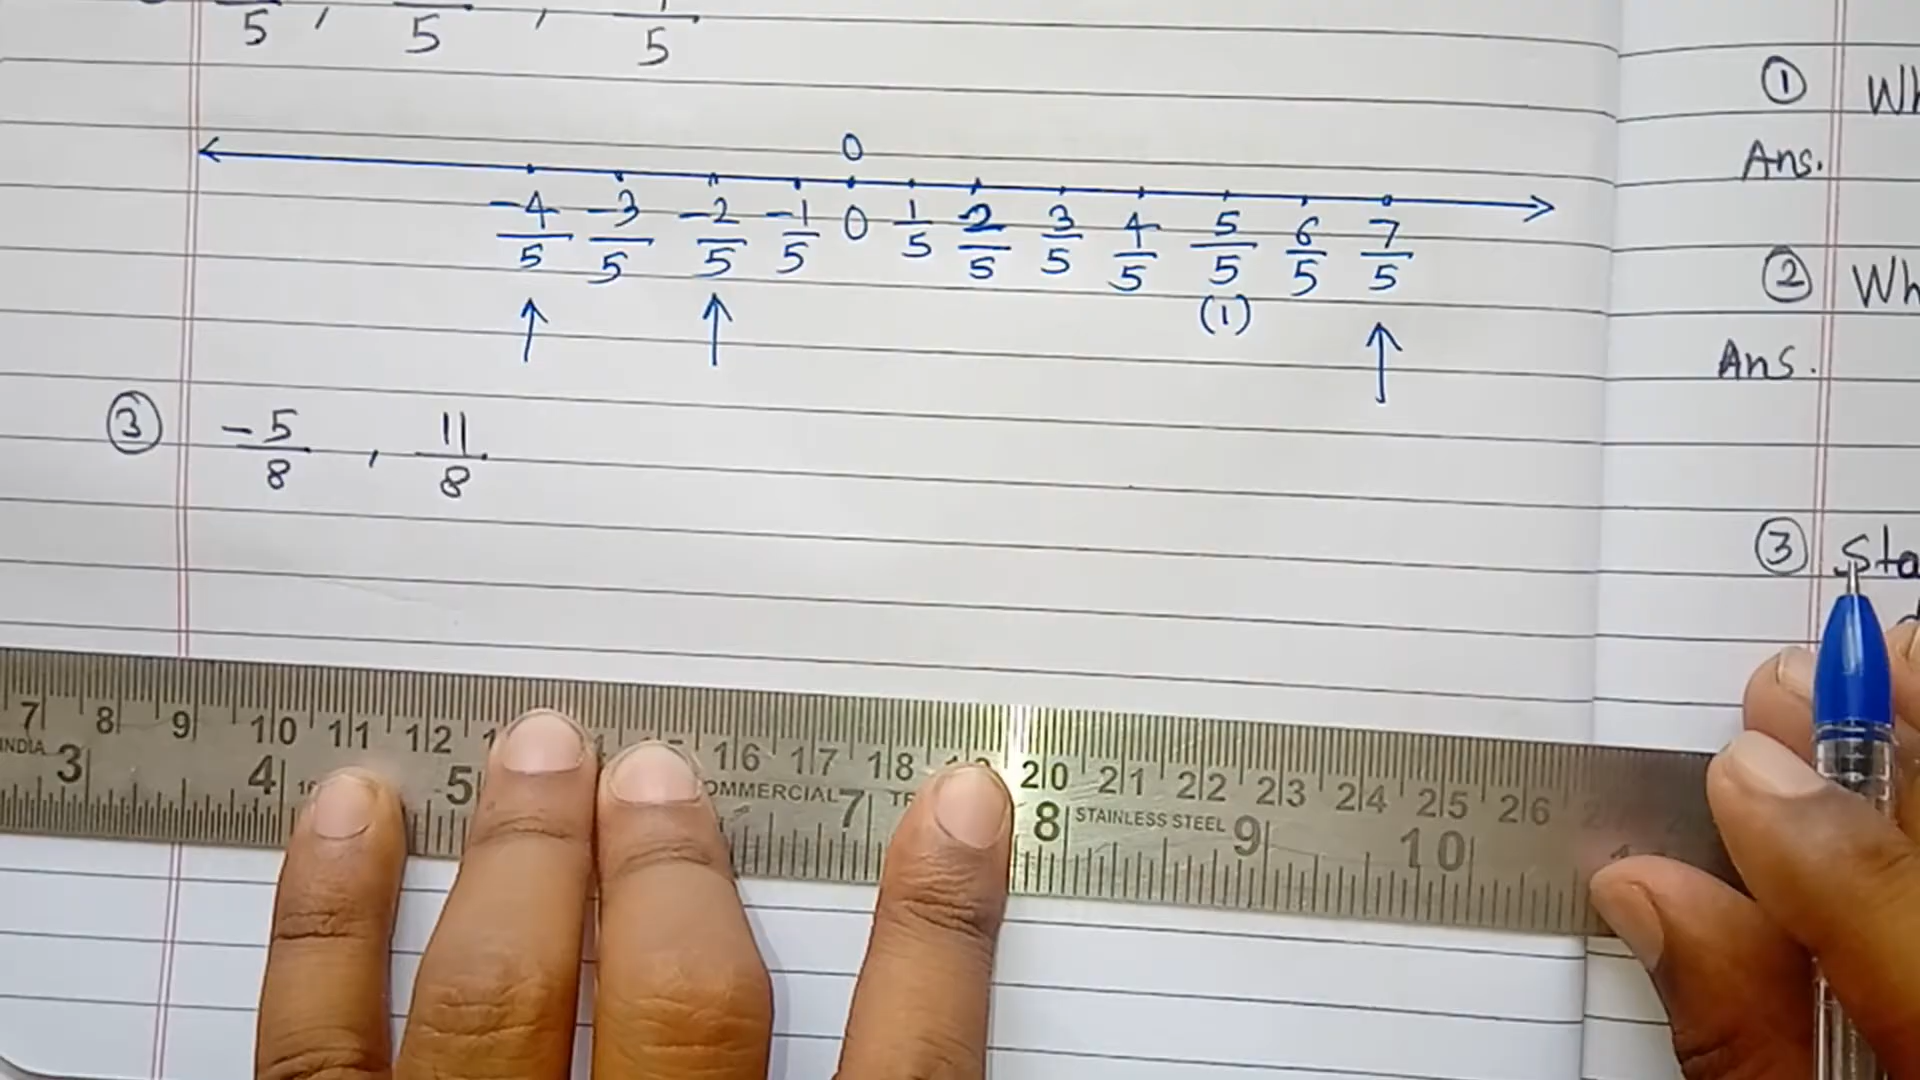 5 , 5 , 5
0
-4/5 -3/5 -2/5 -1/5 0 1/5 2/5 3/5 4/5 5/5 6/5 7/5
(1)
③ -5/8 , 11/8
① Wh
Ans.
② Wh
Ans.
③ Sta
7 8 9 10 11 12 16 17 18 20 21 22 23 24 25 26
INDIA 3 4 5 7 8 STAINLESS STEEL 9 10